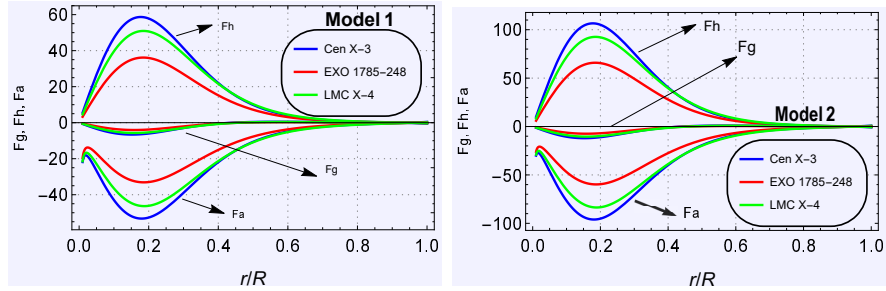 Model 1
Fh
Cen X-3
EXO 1785-248
LMC X-4
Fg
Fa
Fg, Fh, Fa
60
40
20
0
-20
-40
0.0 0.2 0.4 0.6 0.8 1.0
r/R
Fh
Fg
Model 2
Cen X-3
EXO 1785-248
LMC X-4
Fa
Fg, Fh, Fa
100
50
0
-50
-100
0.0 0.2 0.4 0.6 0.8 1.0
r/R